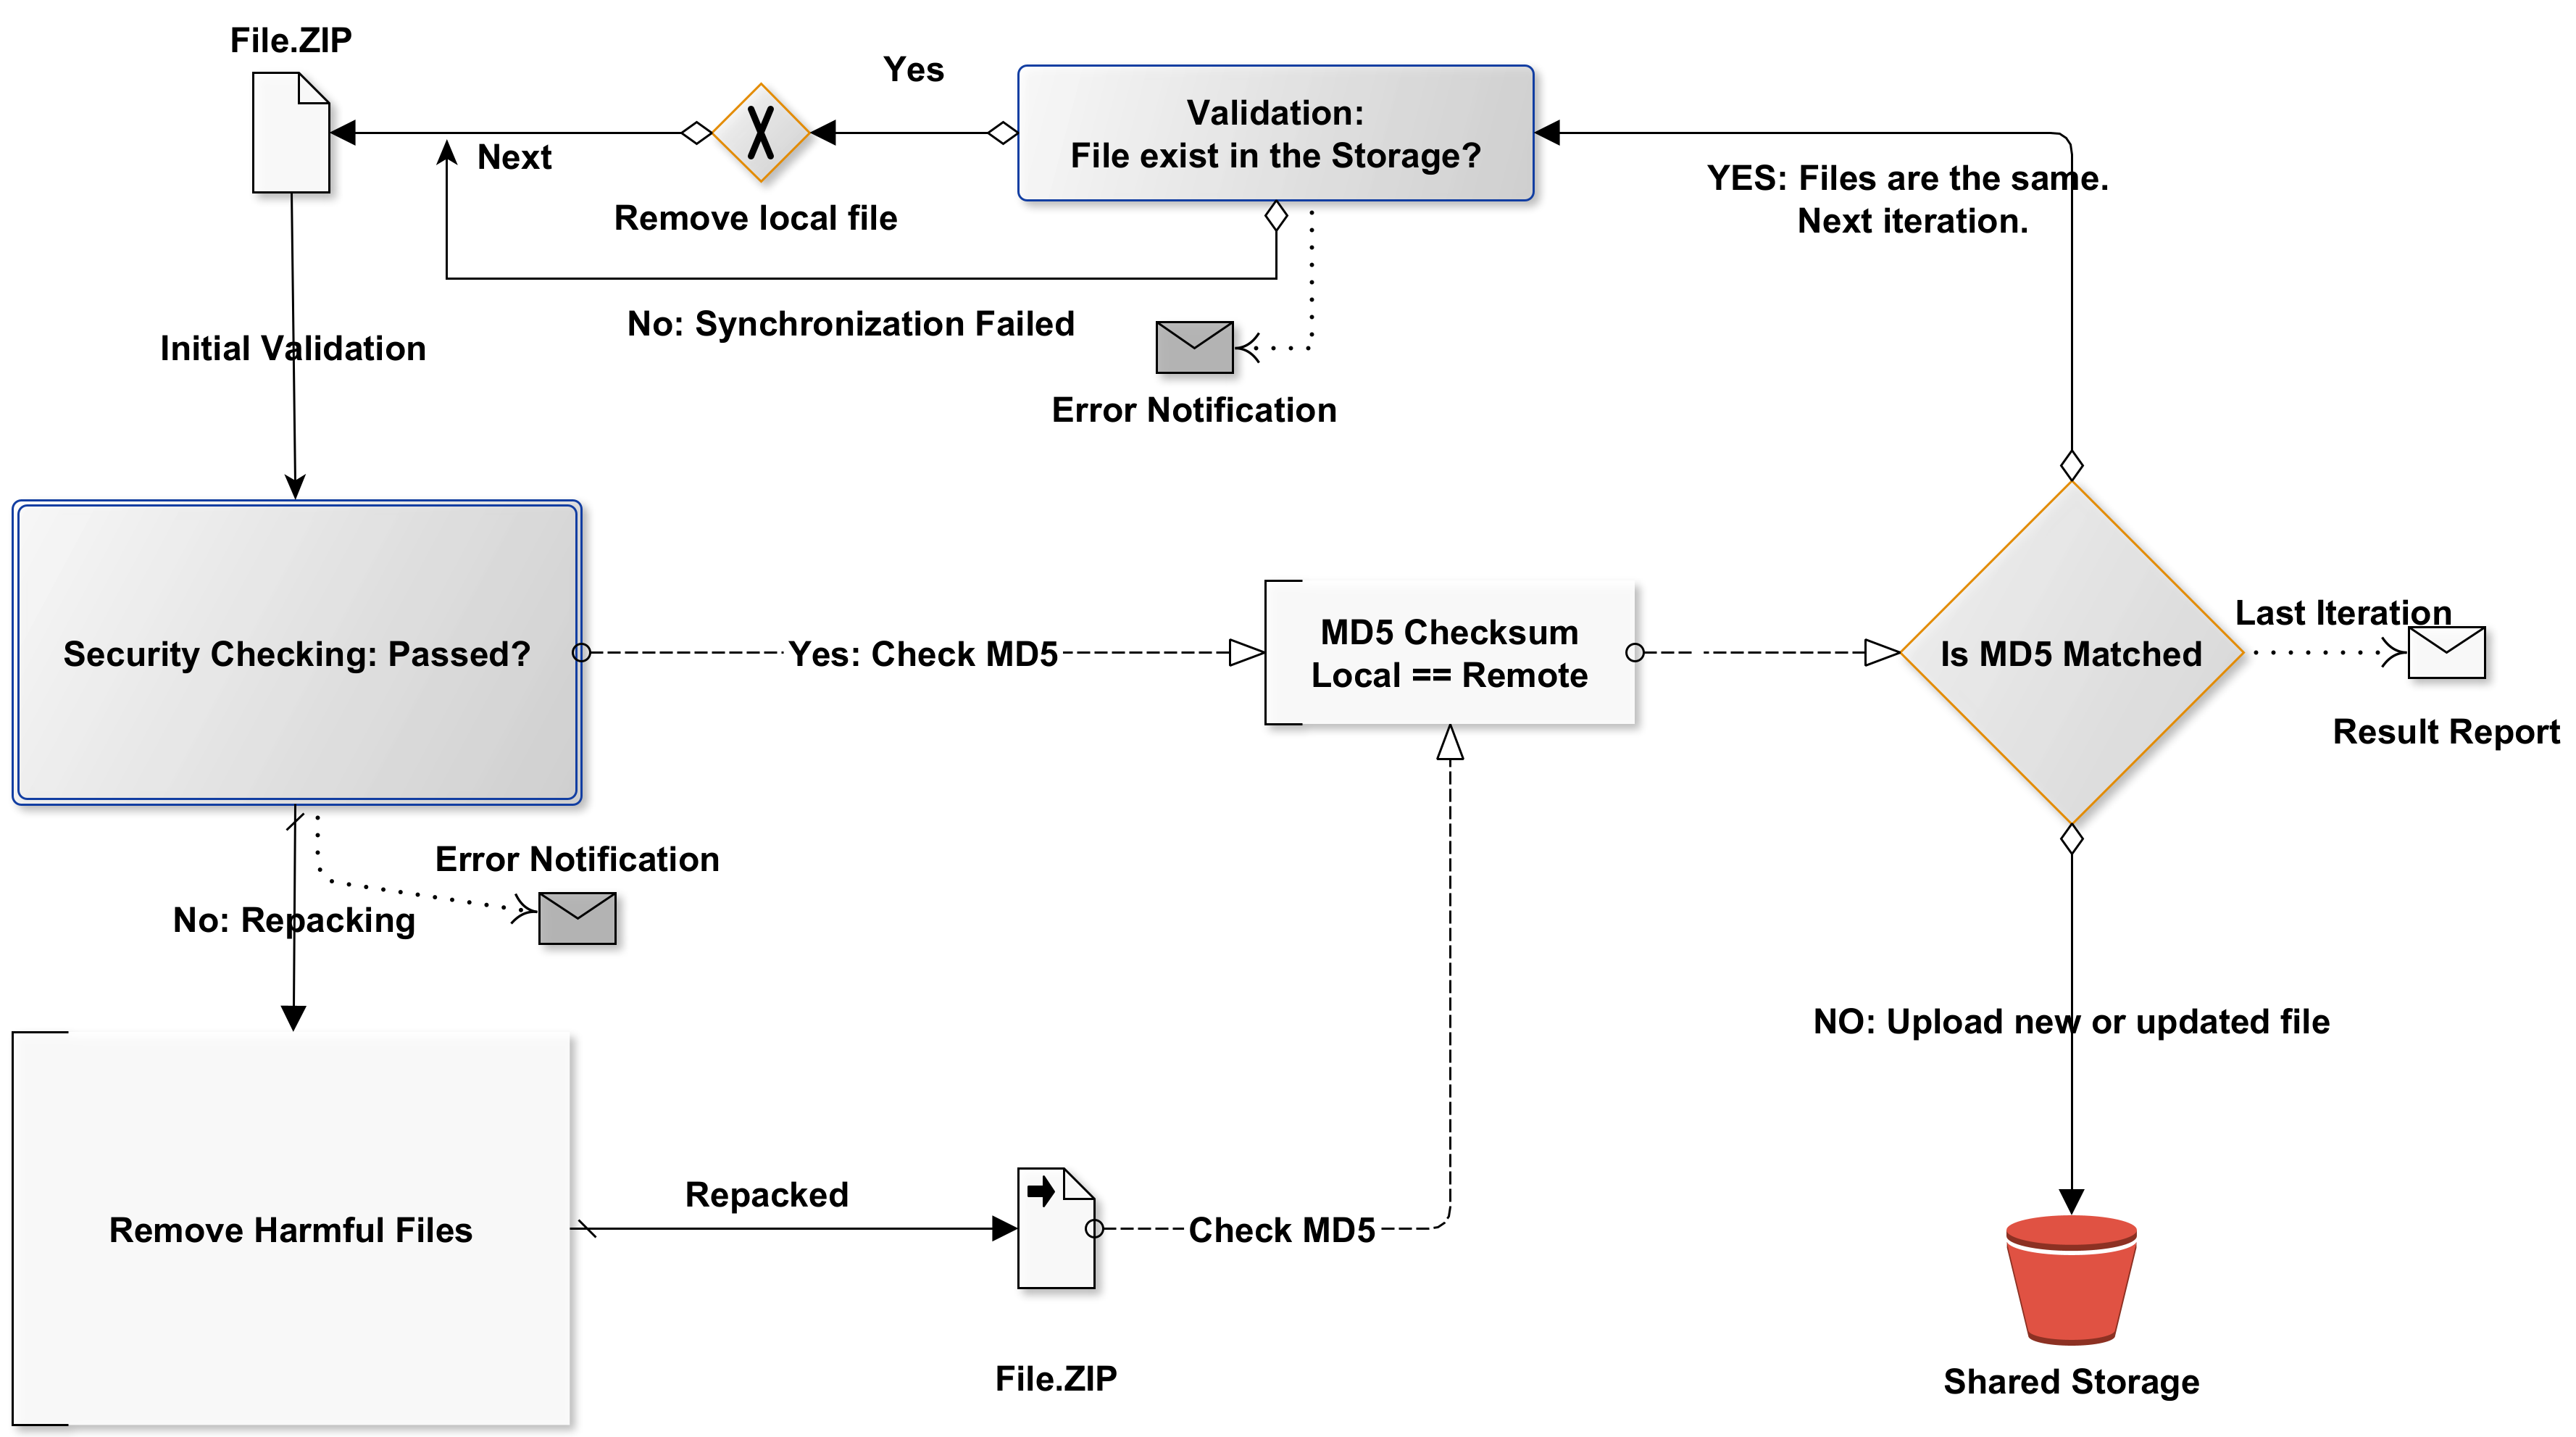 File.ZIP
Yes
Validation:
File exist in the Storage?
X
Next
Remove local file
YES: Files are the same.
Next iteration.
No: Synchronization Failed
Initial Validation
Error Notification
Security Checking: Passed?
Yes: Check MD5
MD5 Checksum
Local == Remote
Is MD5 Matched
Last Iteration
Result Report
Error Notification
No: Repacking
NO: Upload new or updated file
Remove Harmful Files
Repacked
Check MD5
File.ZIP
Shared Storage